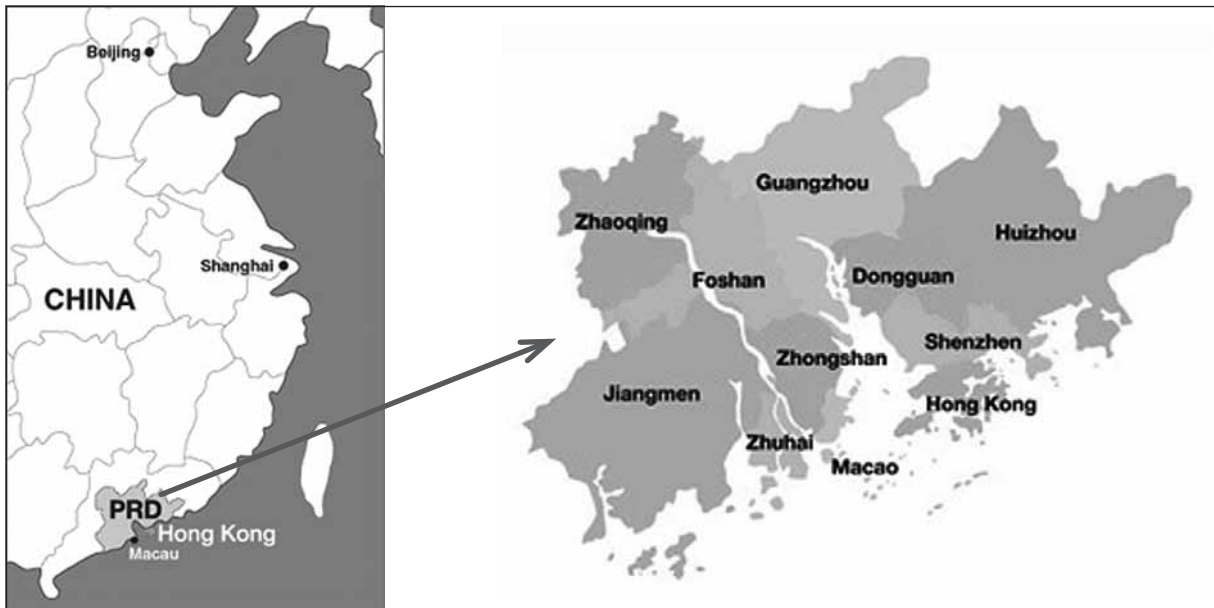 Beijing
Shanghai
CHINA
PRD
Hong Kong
Macau
Guangzhou
Zhaoqing
Huizhou
Foshan
Dongguan
Shenzhen
Zhongshan
Jiangmen
Hong Kong
Zhuhai
Macao